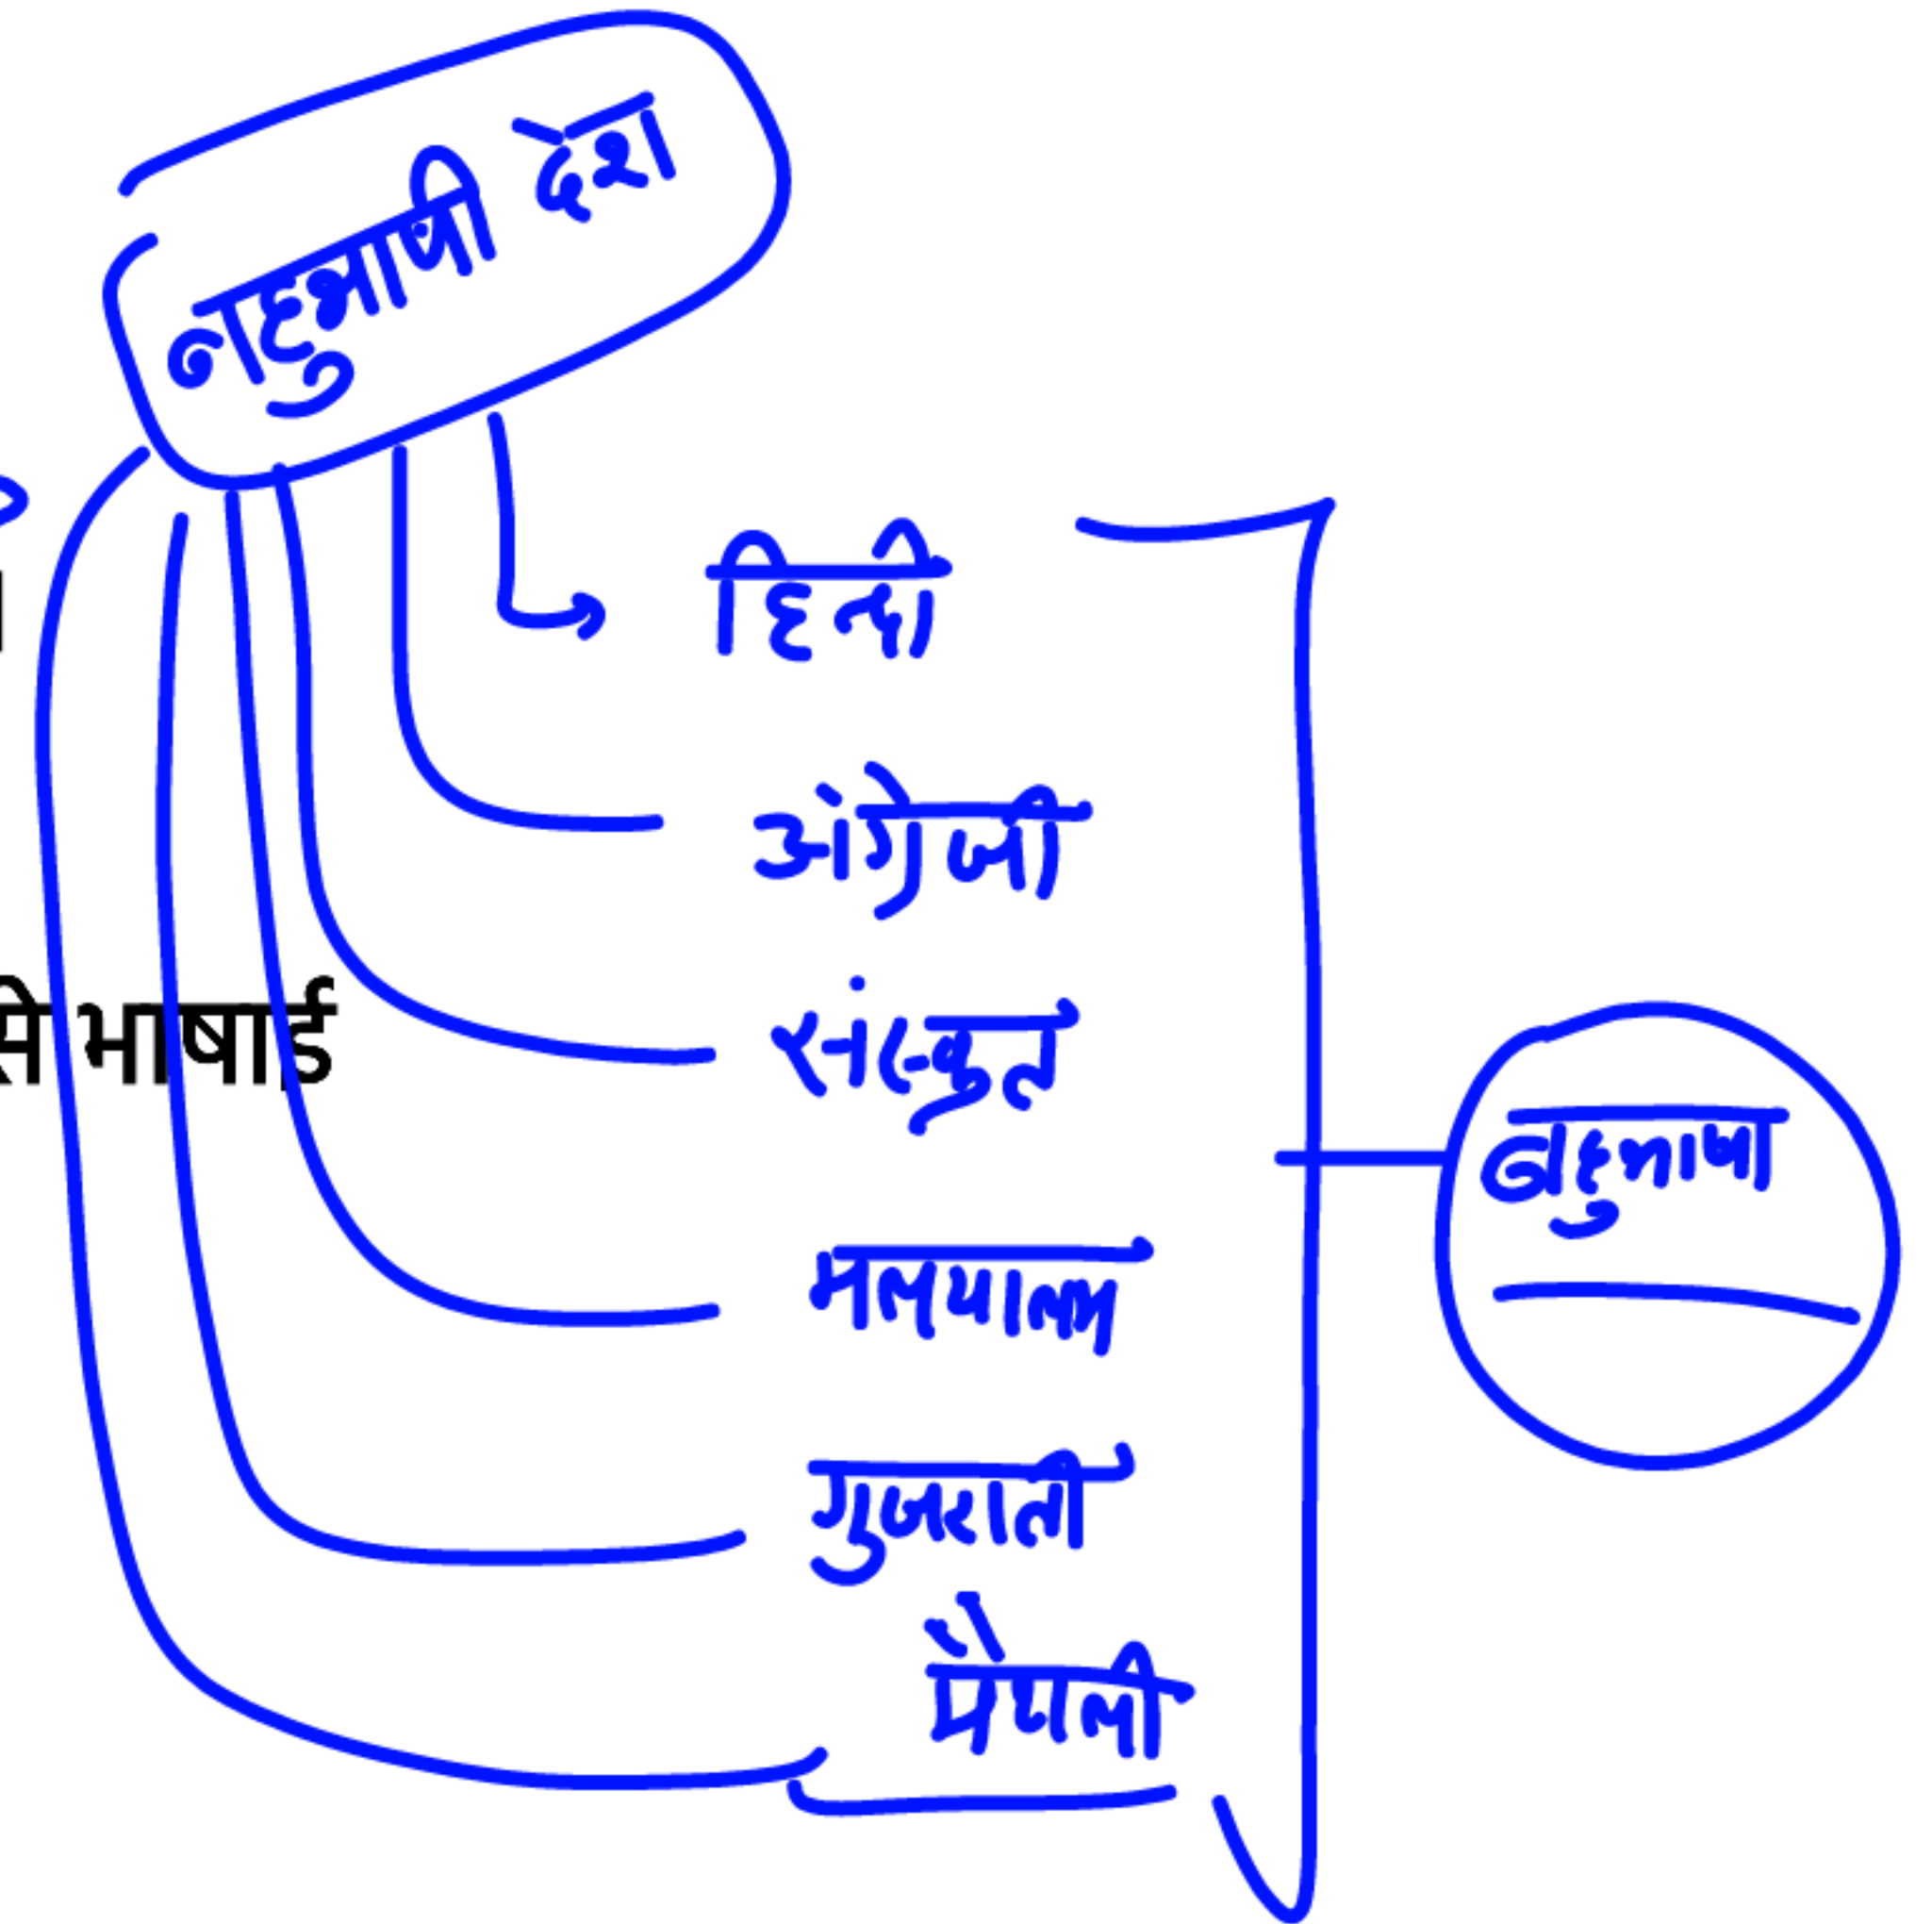 बहुभाषी देश
हिन्दी
अंग्रेजी
संस्कृत
से भाषाई
बहुभाषा
मलयालम
गुजराती